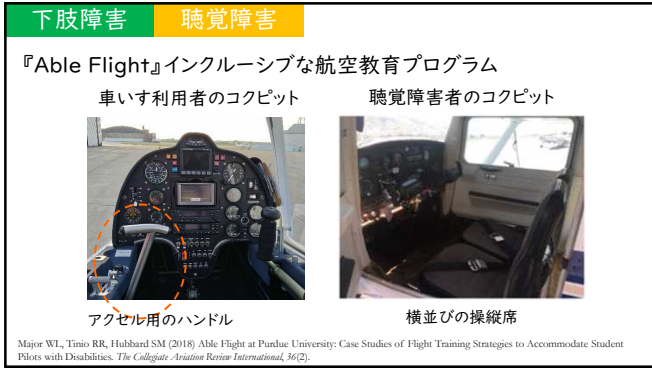 下肢障害
聴覚障害
『Able Flight』インクルーシブな航空教育プログラム
車いす利用者のコクピット
聴覚障害者のコクピット
アクセル用のハンドル
横並びの操縦席
Major WL, Tinio RR, Hubbard SM (2018) Able Flight at Purdue University: Case Studies of Flight Training Strategies to Accommodate Student
Pilots with Disabilities. The Collegiate Aviation Review International, 36(2).